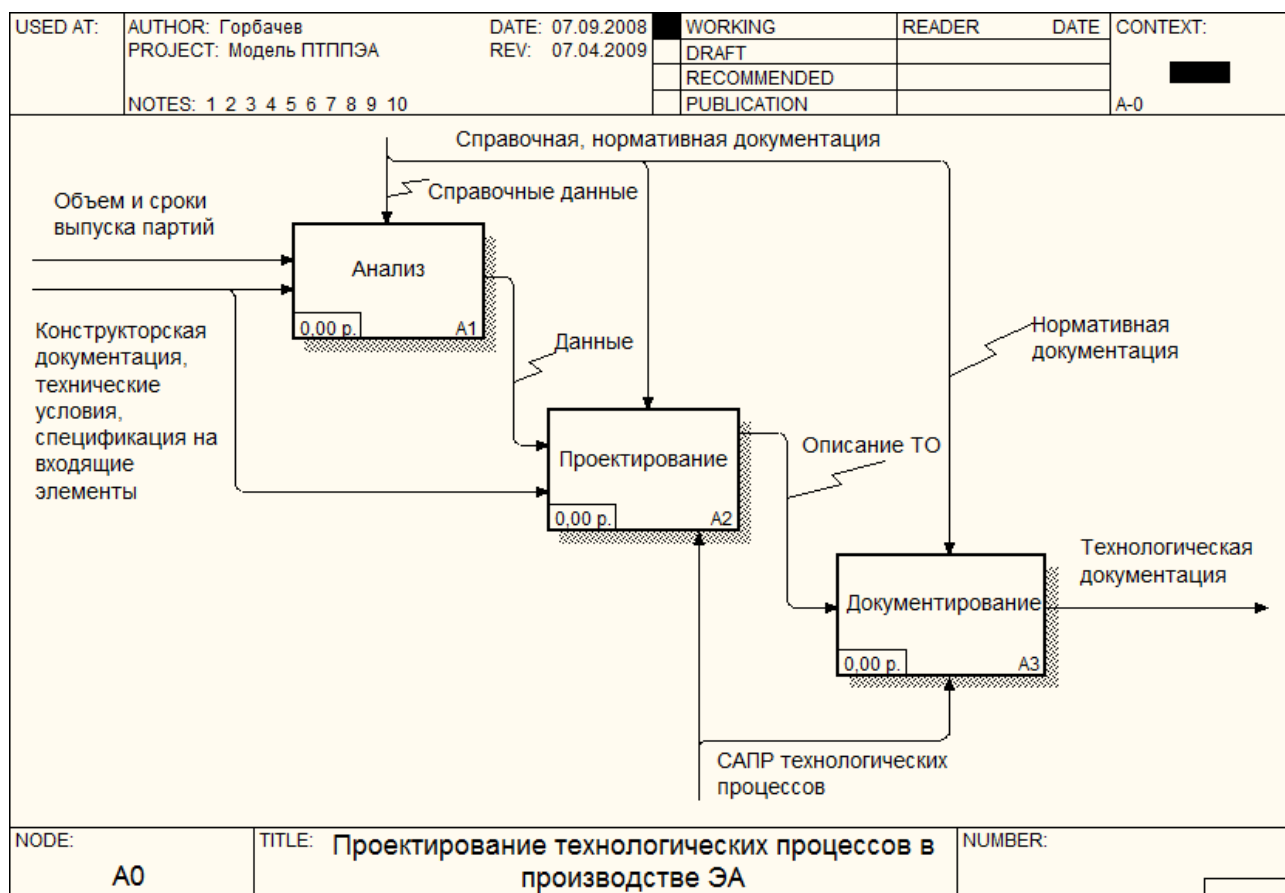 USED AT:
AUTHOR: Горбачев
DATE: 07.09.2008
PROJECT: Модель ПТППЭА
REV: 07.04.2009
NOTES: 1 2 3 4 5 6 7 8 9 10
WORKING
DRAFT
RECOMMENDED
PUBLICATION
READER
DATE
CONTEXT:
A-0
Справочная, нормативная документация
Справочные данные
Объем и сроки
выпуска партий
Анализ
0,00 р.
A1
Конструкторская
документация,
технические
условия,
спецификация на
входящие
элементы
Данные
Нормативная
документация
Проектирование
0,00 р.
A2
Описание ТО
Технологическая
документация
Документирование
0,00 р.
A3
САПР технологических
процессов
NODE:
A0
TITLE:
Проектирование технологических процессов в
производстве ЭА
NUMBER: